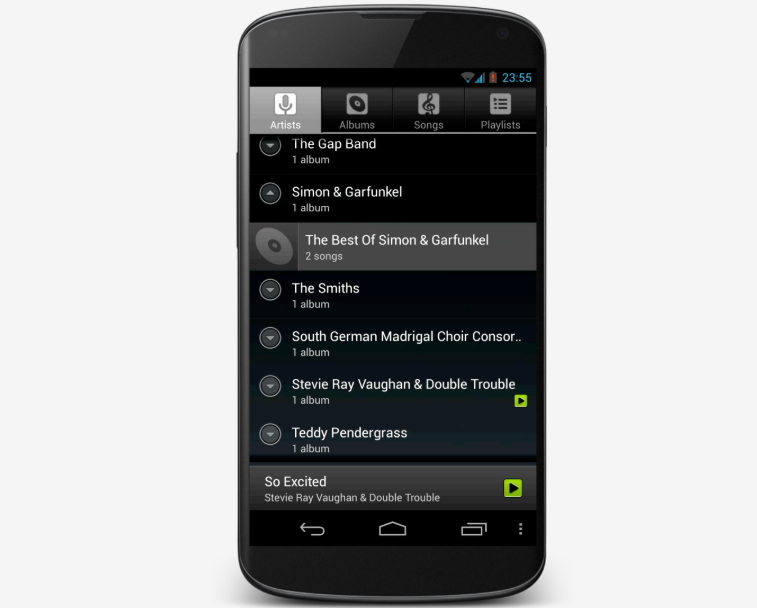 23:55
Artists Albums Songs Playlists
The Gap Band
1 album
Simon & Garfunkel
1 album
The Best Of Simon & Garfunkel
2 songs
The Smiths
1 album
South German Madrigal Choir Consor..
1 album
Stevie Ray Vaughan & Double Trouble
1 album
Teddy Pendergrass
1 album
So Excited
Stevie Ray Vaughan & Double Trouble